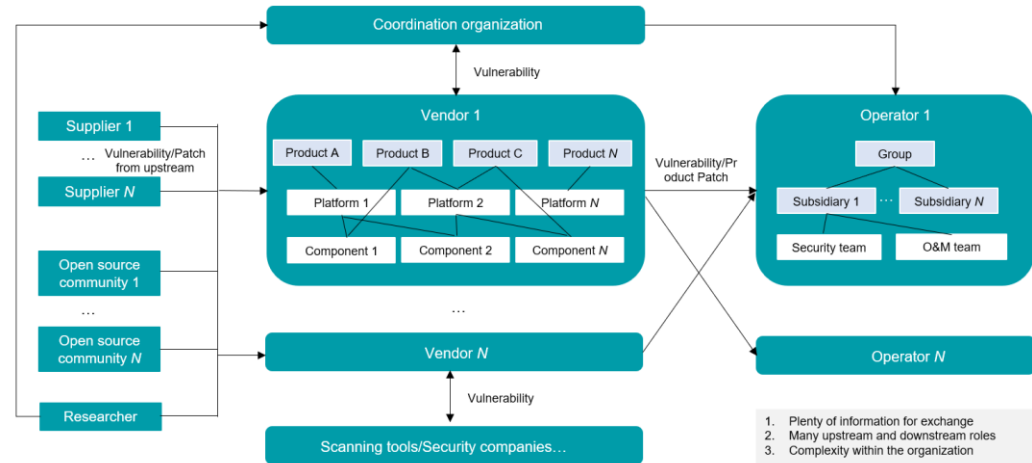 Coordination organization
Vulnerability
Vendor 1
Product A
Product B
Product C
Product N
Platform 1
Platform 2
Platform N
Component 1
Component 2
Component N
Operator 1
Group
Subsidiary 1
...
Subsidiary N
Security team
O&M team
Supplier 1
...
Vulnerability/Patch
from upstream
Supplier N
Vulnerability/Pr
oduct Patch
Open source
community 1
...
Open source
community N
Researcher
...
Vendor N
Operator N
Vulnerability
Scanning tools/Security companies...
1. Plenty of information for exchange
2. Many upstream and downstream roles
3. Complexity within the organization